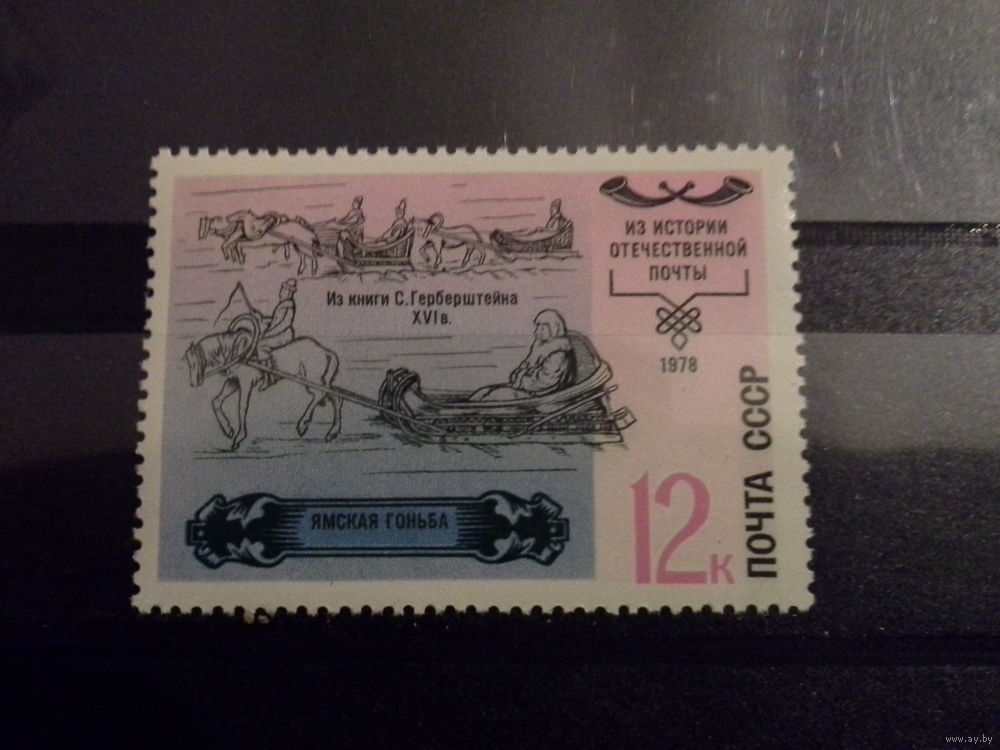 ИЗ ИСТОРИИ
ОТЕЧЕСТВЕННОЙ
ПОЧТЫ
Из книги С.Герберштейна
XVI в.
1978
ЯМСКАЯ ГОНЬБА
12к
ПОЧТА СССР
www.ay.by